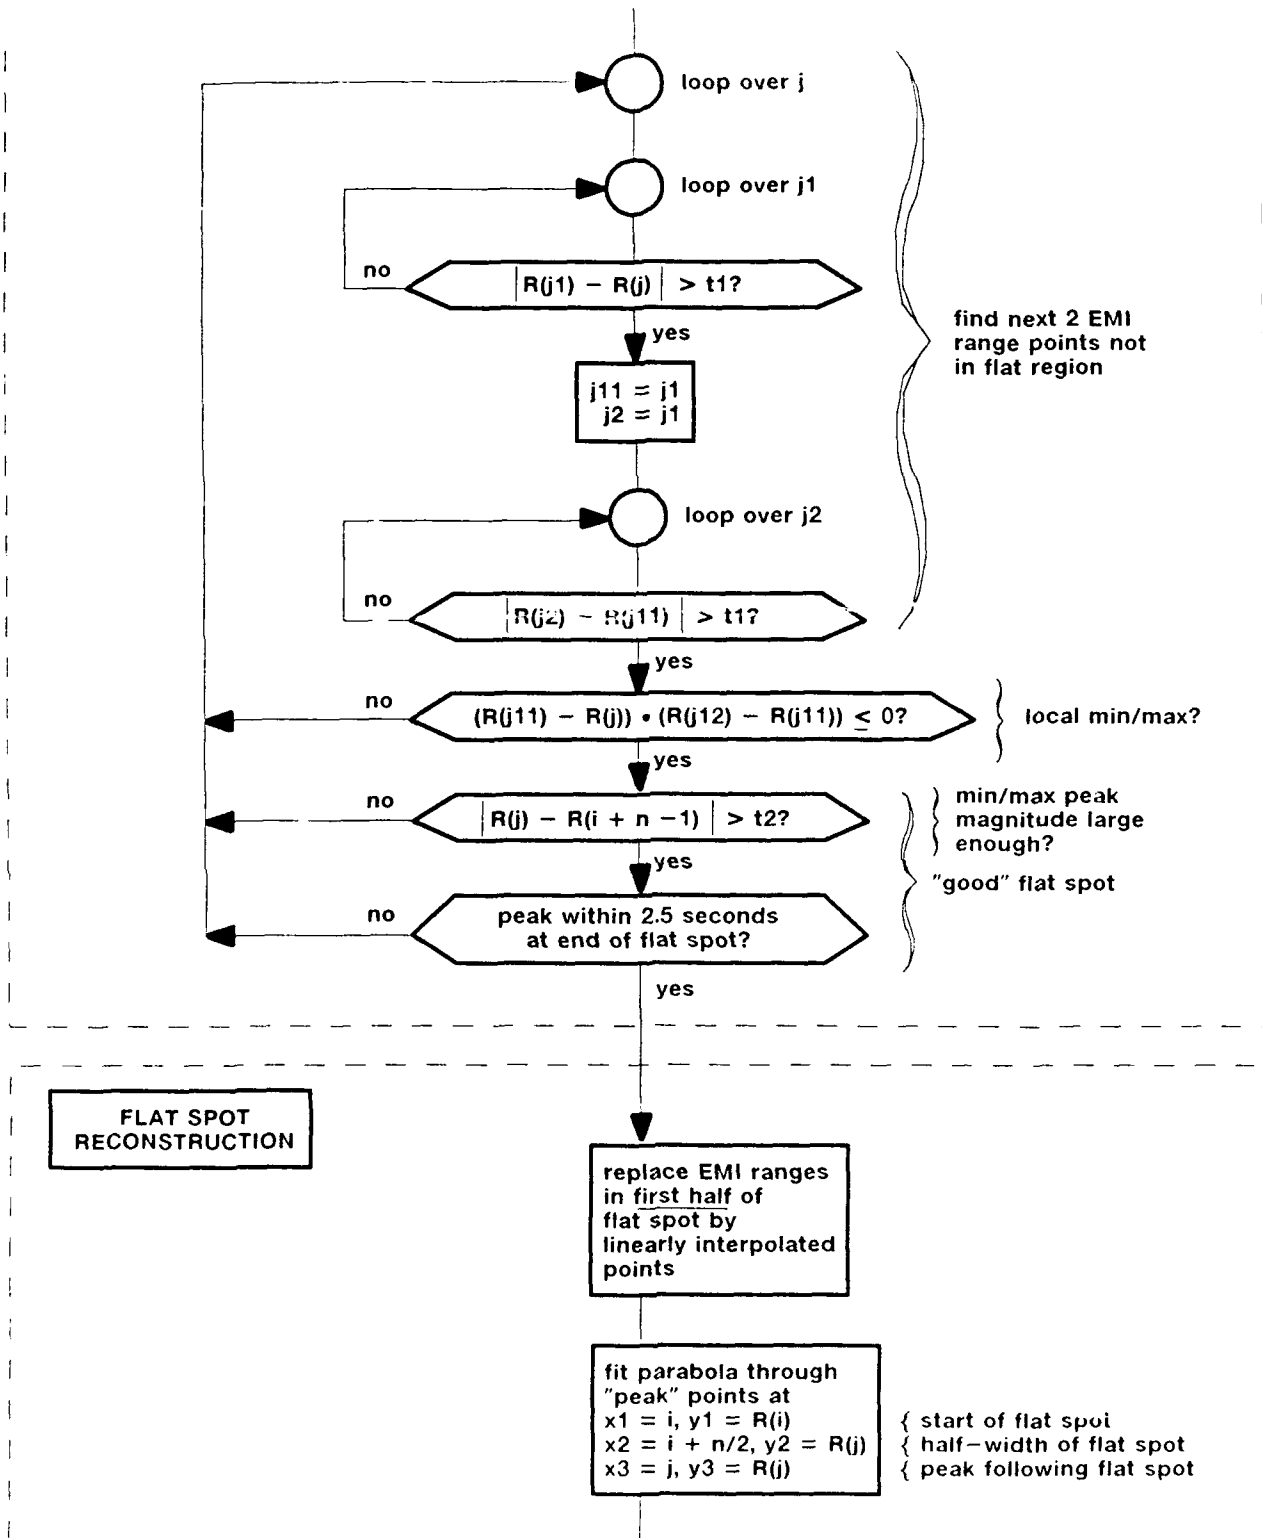 loop over j
loop over j1
no
|R(j1) − R(j)| > t1?
yes
find next 2 EMI
range points not
in flat region
j11 = j1
j2 = j1
loop over j2
no
|R(j2) − R(j11)| > t1?
yes
no
(R(j11) − R(j)) • (R(j12) − R(j11)) ≤ 0?
local min/max?
yes
no
|R(j) − R(i + n −1)| > t2?
min/max peak
magnitude large
enough?
yes
"good" flat spot
no
peak within 2.5 seconds
at end of flat spot?
yes
FLAT SPOT
RECONSTRUCTION
replace EMI ranges
in first half of
flat spot by
linearly interpolated
points
fit parabola through
"peak" points at
x1 = i, y1 = R(i) { start of flat spot
x2 = i + n/2, y2 = R(j) { half−width of flat spot
x3 = j, y3 = R(j) { peak following flat spot